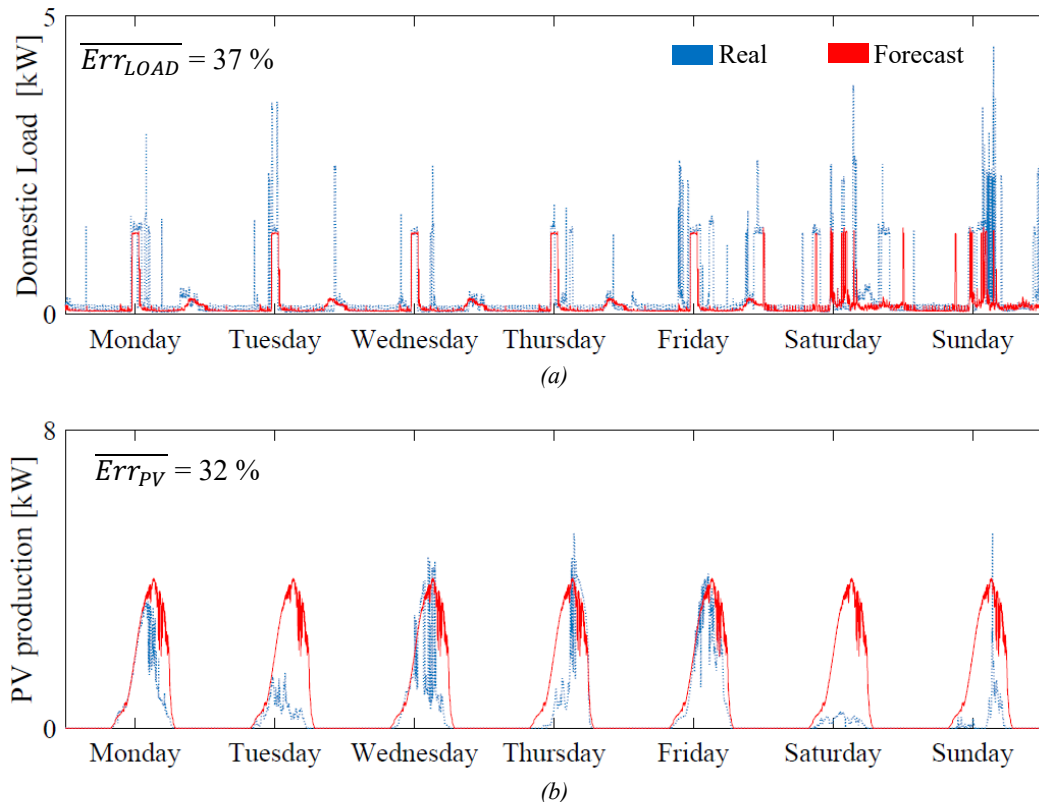 5
Domestic Load [kW]
Err_LOAD = 37 %
Real
Forecast
0
Monday Tuesday Wednesday Thursday Friday Saturday Sunday
(a)
8
PV production [kW]
Err_PV = 32 %
0
Monday Tuesday Wednesday Thursday Friday Saturday Sunday
(b)